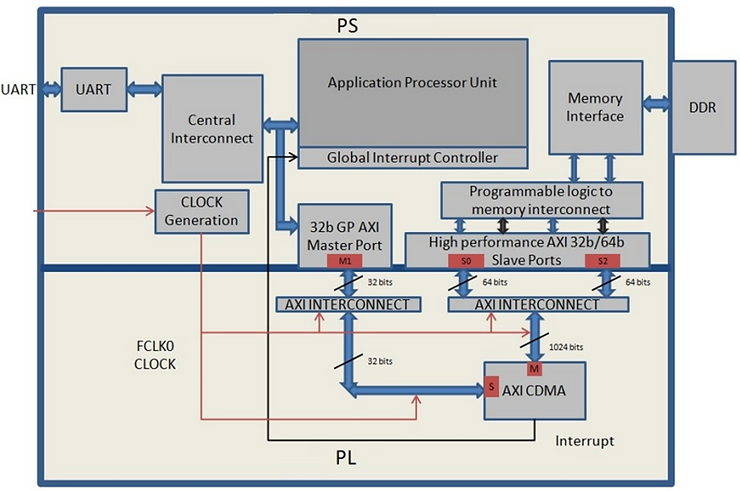 PS
UART
UART
Central
Interconnect
Application Processor Unit
Global Interrupt Controller
Memory
Interface
DDR
CLOCK
Generation
32b GP AXI
Master Port
M1
Programmable logic to
memory interconnect
High performance AXI 32b/64b
Slave Ports
S0
S2
32 bits
64 bits
64 bits
AXI INTERCONNECT
AXI INTERCONNECT
FCLK0
CLOCK
32 bits
1024 bits
M
S
AXI CDMA
Interrupt
PL